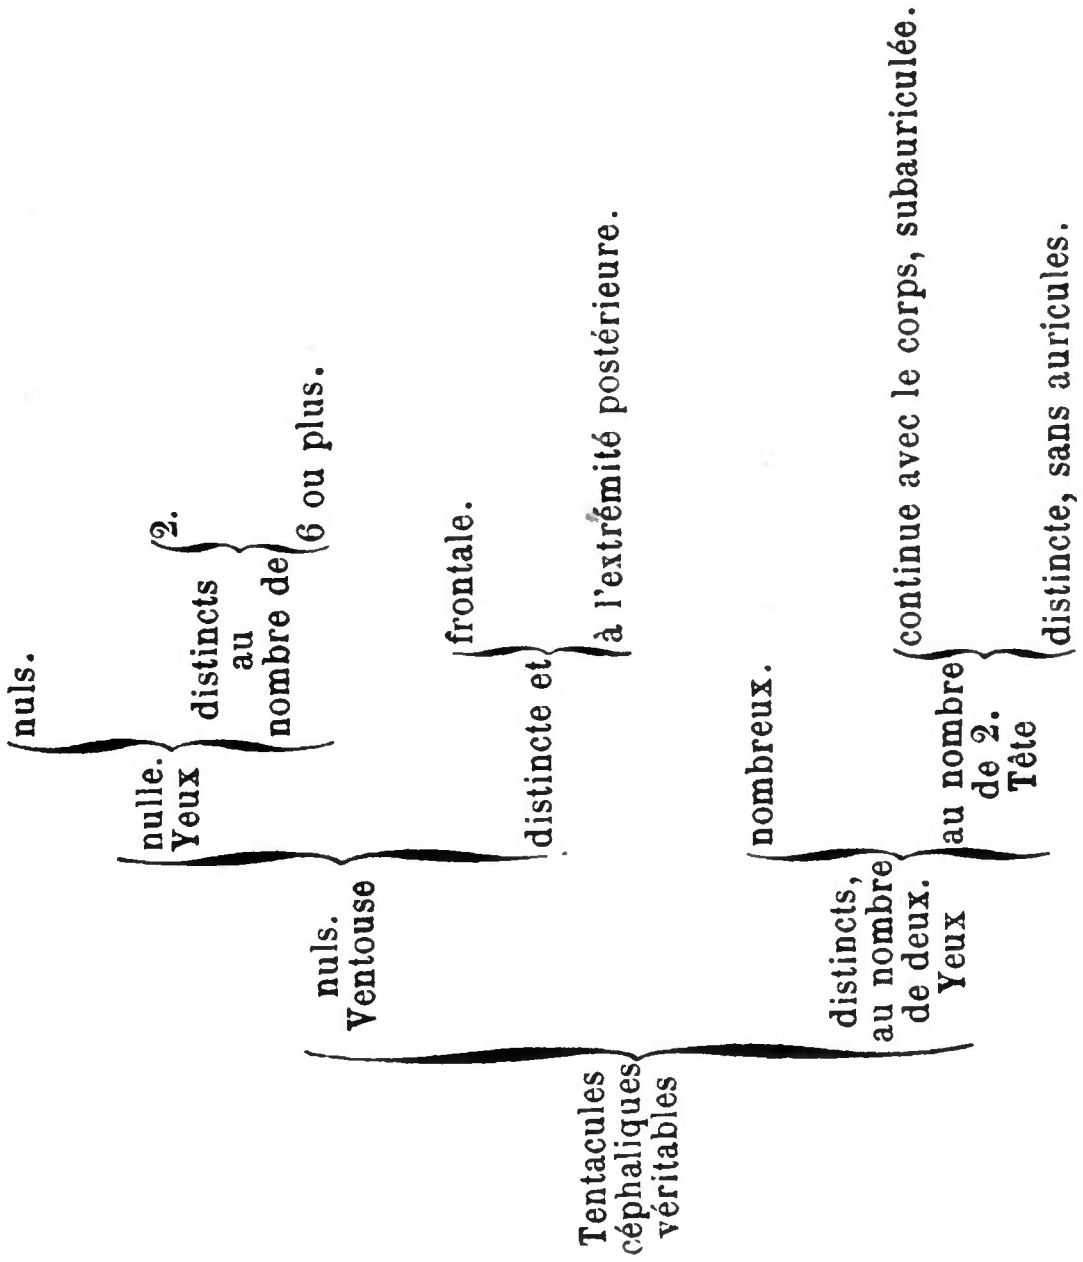 Tentacules
céphaliques
véritables
nuls.
Ventouse
nulle.
Yeux
nuls.
distincts
au
nombre de
2.
6 ou plus.
distincte et
frontale.
à l'extrémité postérieure.
distincts,
au nombre
de deux.
Yeux
nombreux.
au nombre
de 2.
Tête
continue avec le corps, subauriculée.
distincte, sans auricules.